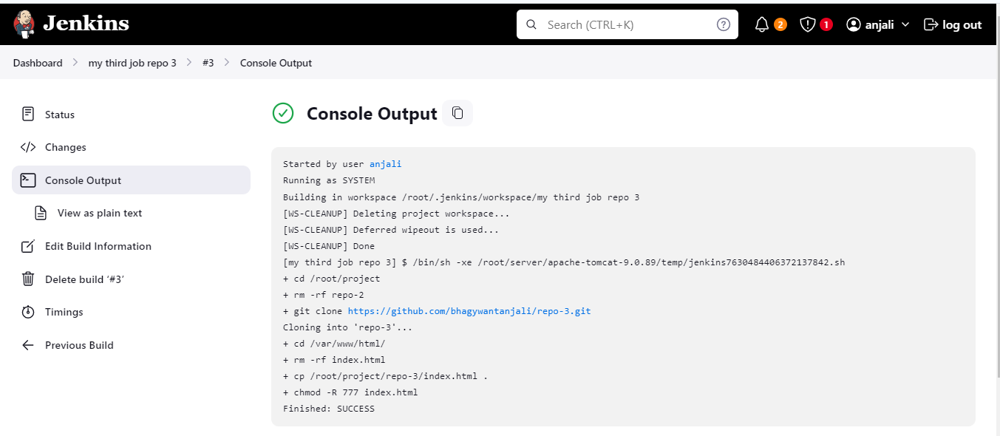 Jenkins
Search (CTRL+K)
?
2
1
anjali
log out
Dashboard > my third job repo 3 > #3 > Console Output
Status
Changes
Console Output
View as plain text
Edit Build Information
Delete build ‘#3’
Timings
Previous Build
Console Output
Started by user anjali
Running as SYSTEM
Building in workspace /root/.jenkins/workspace/my third job repo 3
[WS-CLEANUP] Deleting project workspace...
[WS-CLEANUP] Deferred wipeout is used...
[WS-CLEANUP] Done
[my third job repo 3] $ /bin/sh -xe /root/server/apache-tomcat-9.0.89/temp/jenkins7630484406372137842.sh
+ cd /root/project
+ rm -rf repo-2
+ git clone https://github.com/bhagywantanjali/repo-3.git
Cloning into 'repo-3'...
+ cd /var/www/html/
+ rm -rf index.html
+ cp /root/project/repo-3/index.html .
+ chmod -R 777 index.html
Finished: SUCCESS